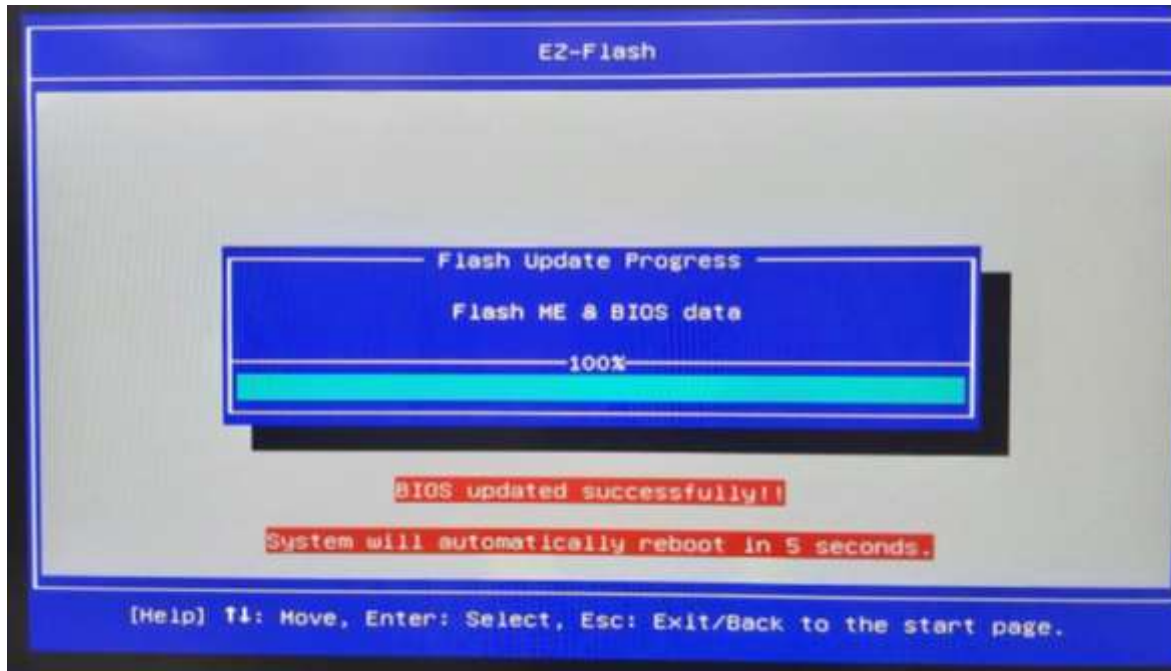 EZ-Flash
Flash Update Progress
Flash ME & BIOS data
100%
BIOS updated successfully!!
System will automatically reboot in 5 seconds.
[Help] ↑↓: Move, Enter: Select, Esc: Exit/Back to the start page.